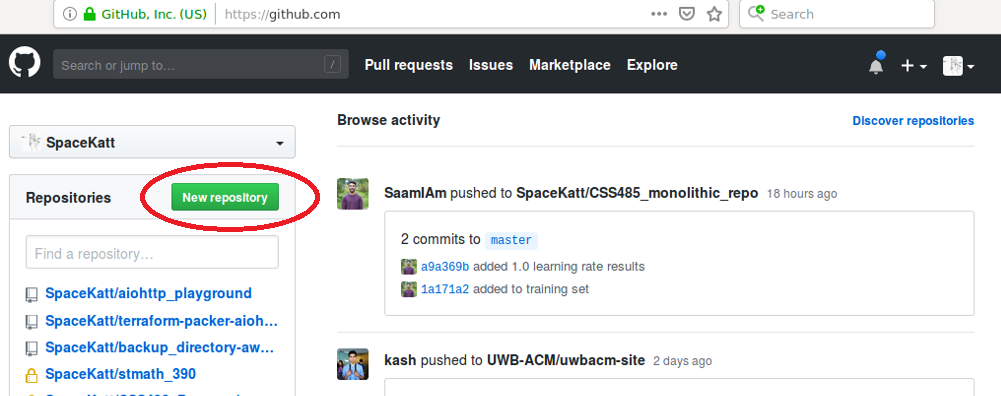 GitHub, Inc. (US) https://github.com ••• Search
Search or jump to… / Pull requests Issues Marketplace Explore
SpaceKatt
Repositories New repository
Find a repository…
SpaceKatt/aiohttp_playground
SpaceKatt/terraform-packer-aioh…
SpaceKatt/backup_directory-aw…
SpaceKatt/stmath_390
Browse activity Discover repositories
SaamIAm pushed to SpaceKatt/CSS485_monolithic_repo 18 hours ago
2 commits to master
a9a369b added 1.0 learning rate results
1a171a2 added to training set
kash pushed to UWB-ACM/uwbacm-site 2 days ago